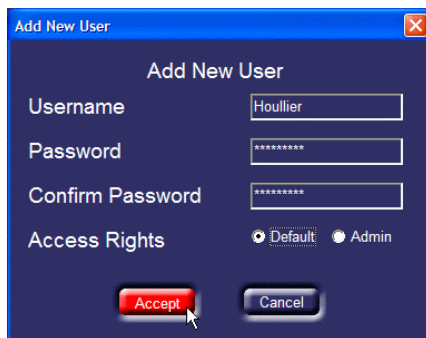 Add New User
Add New User
Username Houllier
Password *********
Confirm Password *********
Access Rights Default Admin
Accept Cancel